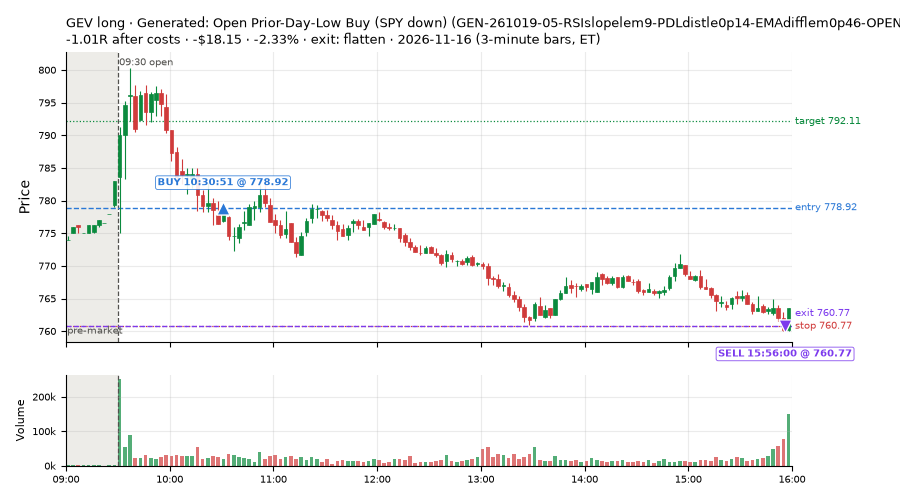 GEV long · Generated: Open Prior-Day-Low Buy (SPY down) (GEN-261019-05-RSIslopelem9-PDLdistle0p14-EMAdifflem0p46-OPEN
-1.01R after costs · -$18.15 · -2.33% · exit: flatten · 2026-11-16 (3-minute bars, ET)
09:30 open
800
795
target 792.11
790
785
BUY 10:30:51 @ 778.92
780
entry 778.92
775
770
765
exit 760.77
760
pre-market
stop 760.77
Price
SELL 15:56:00 @ 760.77
200k
100k
0k
Volume
09:00 10:00 11:00 12:00 13:00 14:00 15:00 16:00